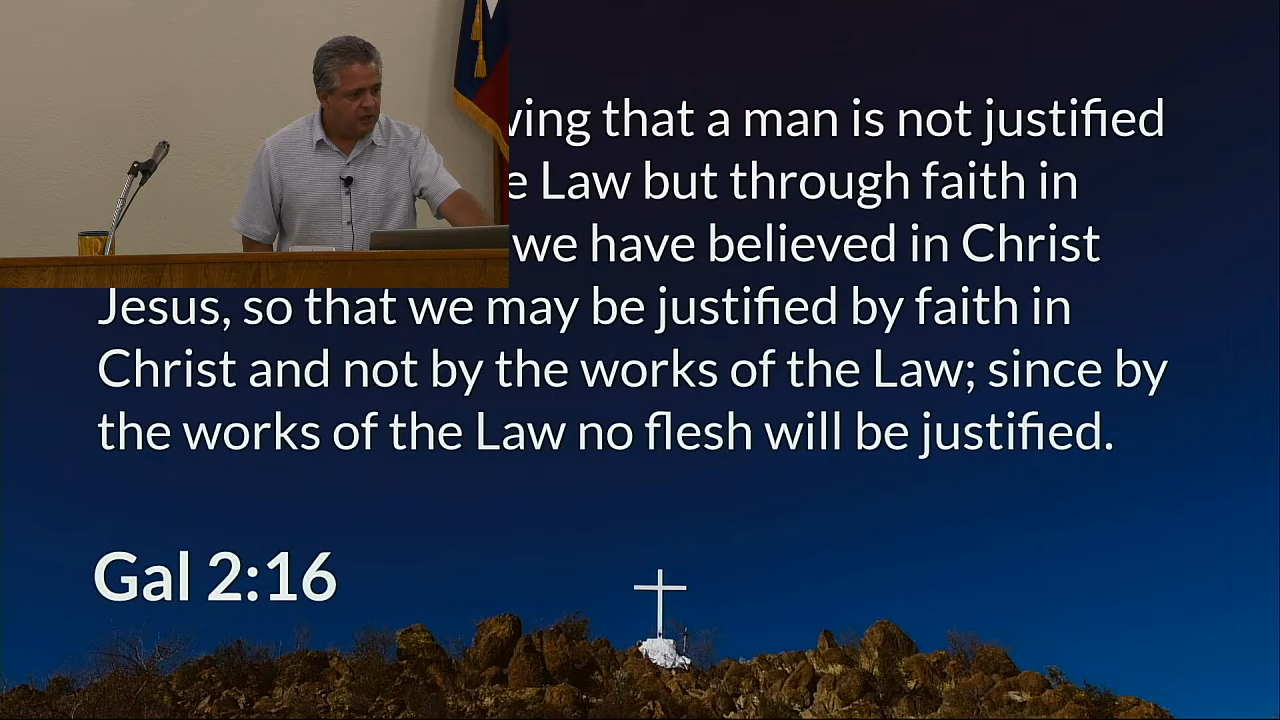 that a man is not justified
Law but through faith in
we have believed in Christ
Jesus, so that we may be justified by faith in
Christ and not by the works of the Law; since by
the works of the Law no flesh will be justified.
Gal 2:16